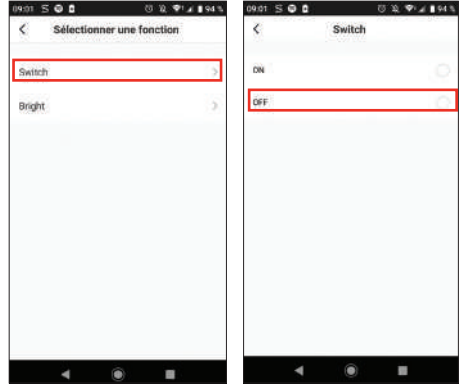 09:01 94 %
Sélectionner une fonction
Switch
Bright
09:01 94 %
Switch
ON
OFF